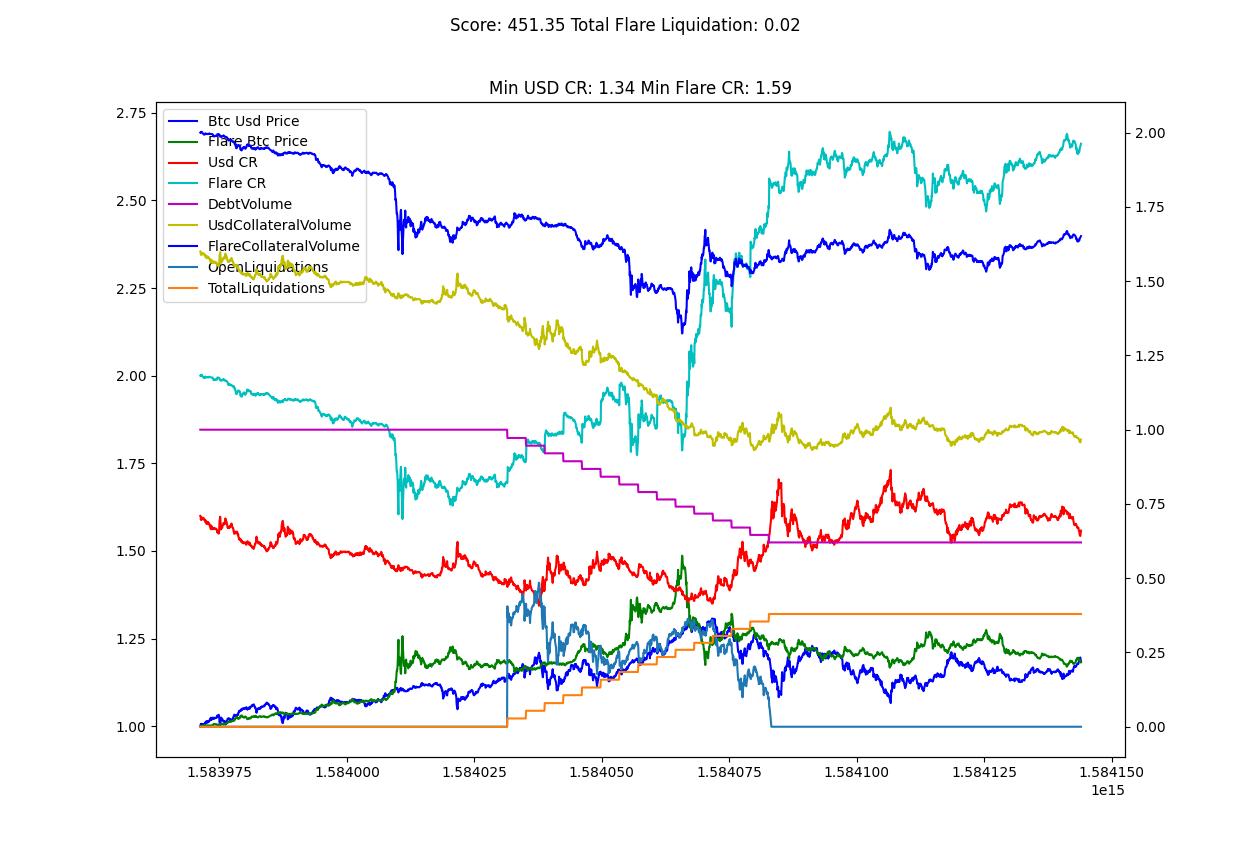 Score: 451.35 Total Flare Liquidation: 0.02
Min USD CR: 1.34 Min Flare CR: 1.59
Btc Usd Price
Flare Btc Price
Usd CR
Flare CR
DebtVolume
UsdCollateralVolume
FlareCollateralVolume
OpenLiquidations
TotalLiquidations
2.75
2.50
2.25
2.00
1.75
1.50
1.25
1.00
2.00
1.75
1.50
1.25
1.00
0.75
0.50
0.25
0.00
1.583975 1.584000 1.584025 1.584050 1.584075 1.584100 1.584125 1.584150
1e15